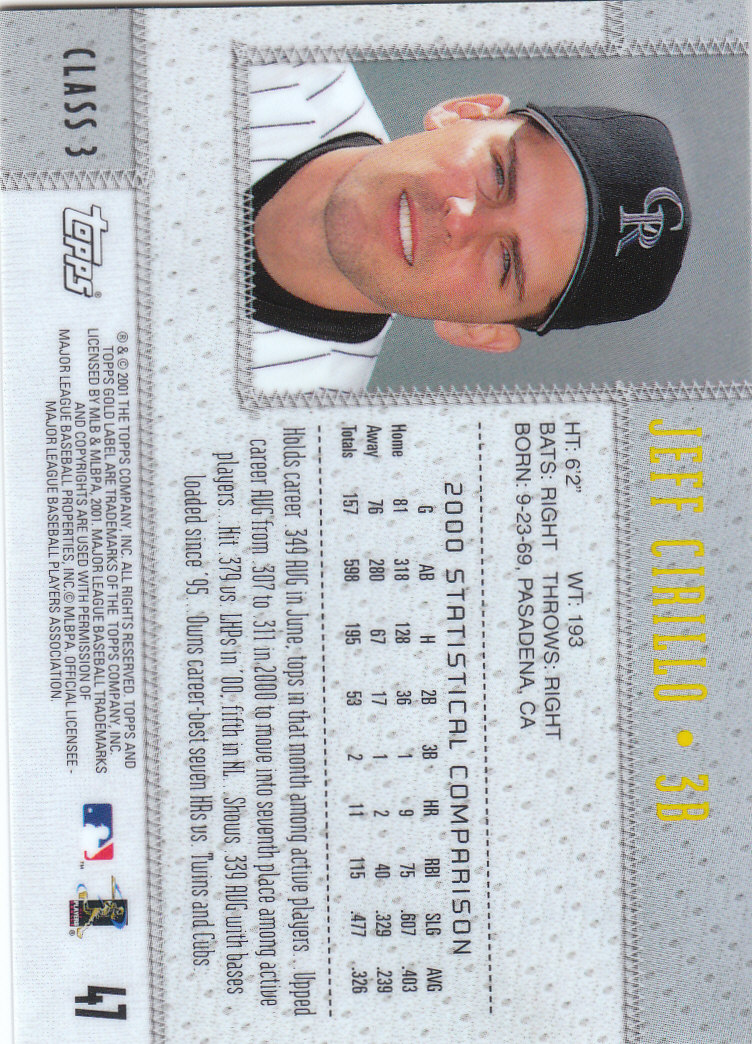 JEFF CIRILLO • 3B
CR
HT: 6'2" WT: 193
BATS: RIGHT THROWS: RIGHT
BORN: 9-23-69, PASADENA, CA
2000 STATISTICAL COMPARISON
G AB H 2B 3B HR RBI SLG AVG
Home 81 318 128 36 1 9 75 .607 .403
Away 76 280 67 17 1 2 40 .329 .239
Totals 157 598 195 53 2 11 115 .477 .326
Holds career .349 AVG in June, tops in that month among active players... Upped
career AVG from .307 to .311 in 2000 to move into seventh place among active
players... Hit .379 vs. LHPs in '00, fifth in NL... Shows .339 AVG with bases
loaded since '95... Owns career-best seven HRs vs. Twins and Cubs.
CLASS 3
topps®
® & © 2001 THE TOPPS COMPANY, INC. ALL RIGHTS RESERVED. TOPPS AND
TOPPS GOLD LABEL ARE TRADEMARKS OF THE TOPPS COMPANY, INC.
LICENSED BY MLB & MLBPA, 2001. MAJOR LEAGUE BASEBALL TRADEMARKS
AND COPYRIGHTS ARE USED WITH PERMISSION OF
MAJOR LEAGUE BASEBALL PROPERTIES, INC.© MLBPA. OFFICIAL LICENSEE -
MAJOR LEAGUE BASEBALL PLAYERS ASSOCIATION.
PLAYERS
47